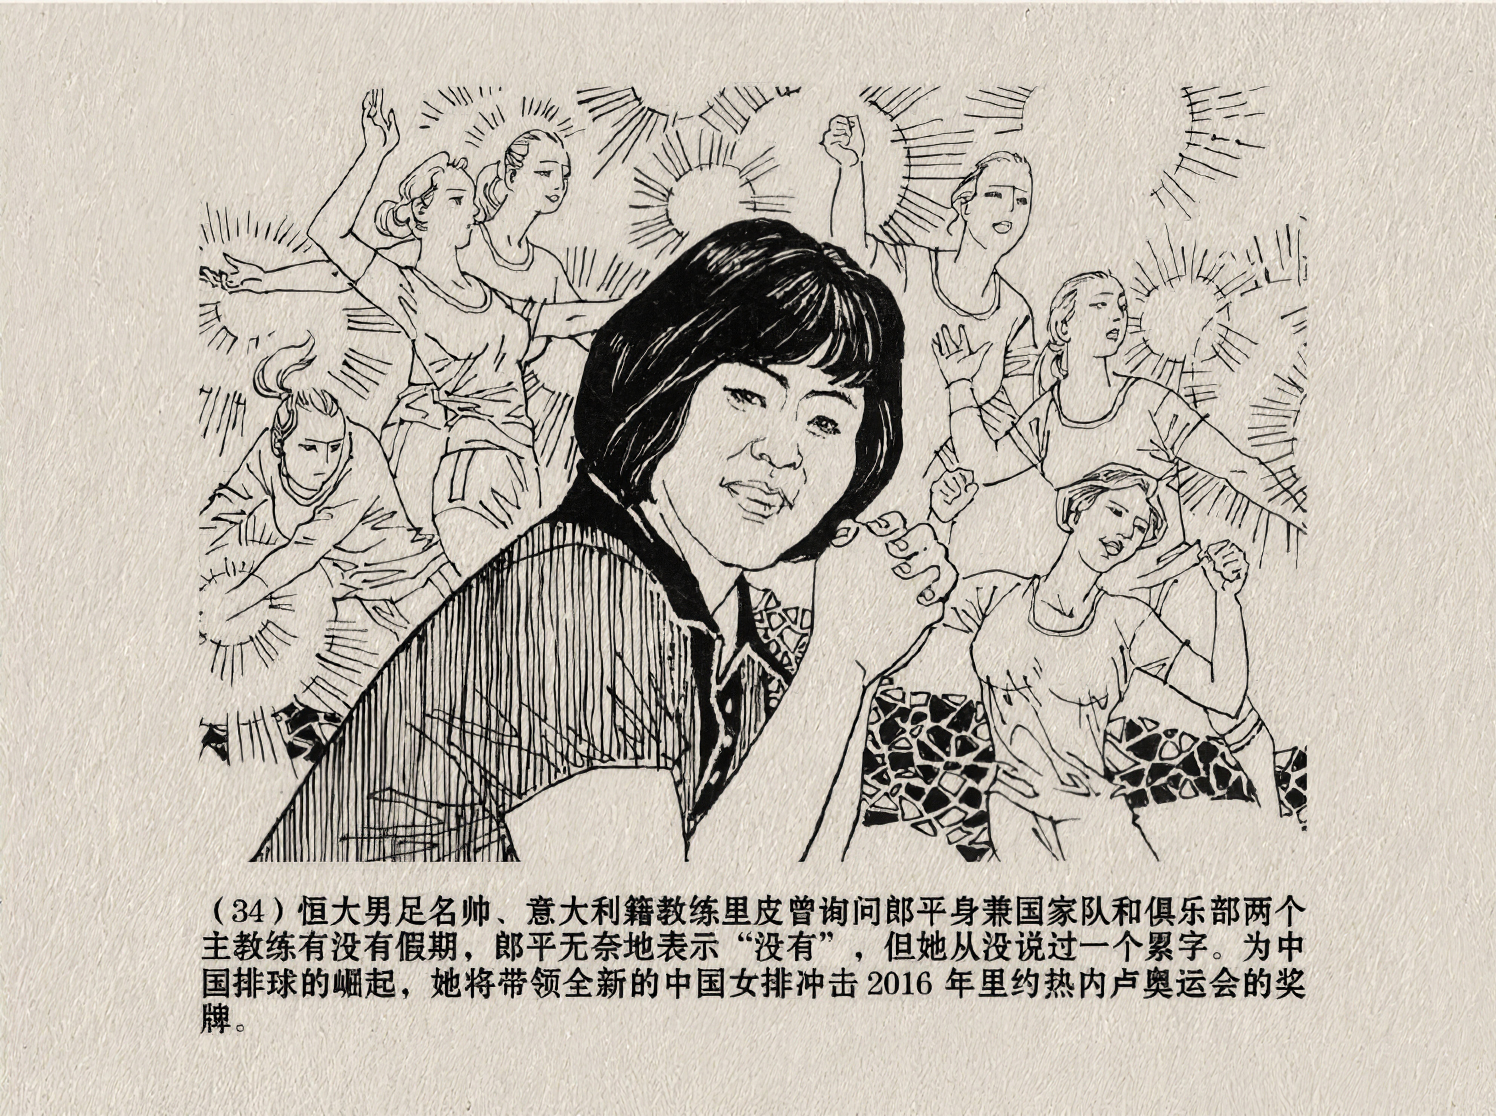 （34）恒大男足名帅、意大利籍教练里皮曾询问郎平身兼国家队和俱乐部两个
主教练有没有假期，郎平无奈地表示“没有”，但她从没说过一个累字。为中
国排球的崛起，她将带领全新的中国女排冲击 2016 年里约热内卢奥运会的奖
牌。